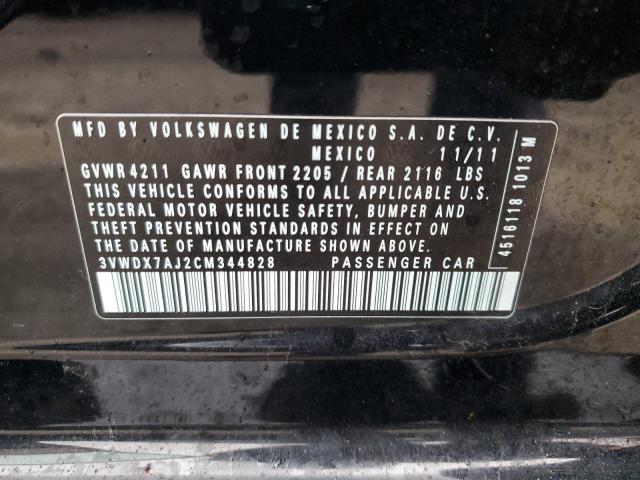 MFD BY VOLKSWAGEN DE MEXICO S.A. DE C.V.
MEXICO 11/11
GVWR 4211 GAWR FRONT 2205 / REAR 2116 LBS
THIS VEHICLE CONFORMS TO ALL APPLICABLE U.S.
FEDERAL MOTOR VEHICLE SAFETY, BUMPER AND
THEFT PREVENTION STANDARDS IN EFFECT ON
THE DATE OF MANUFACTURE SHOWN ABOVE.
3VWDX7AJ2CM344828 PASSENGER CAR
4516118 1013 M